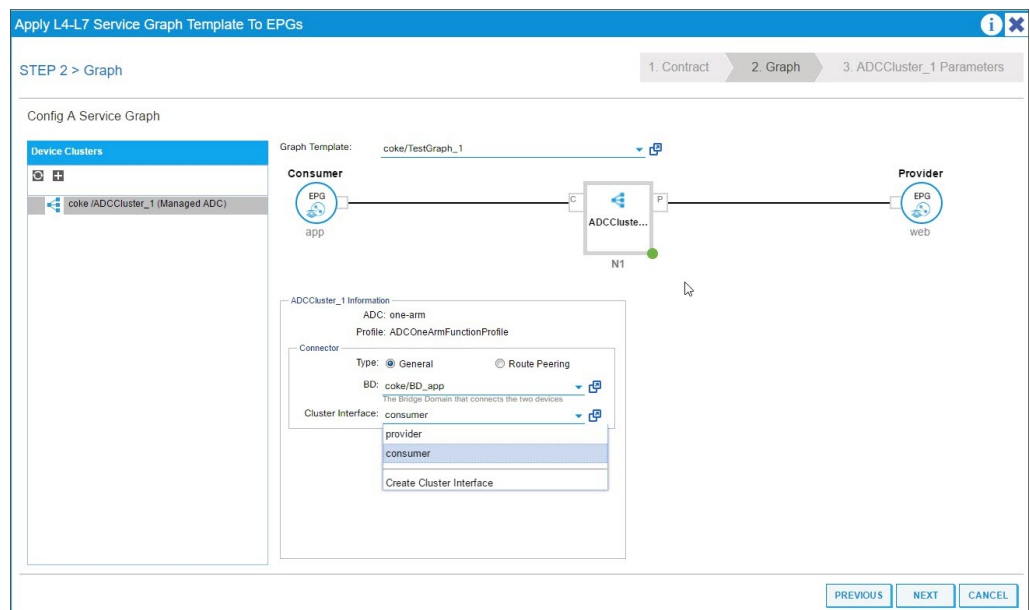 Apply L4-L7 Service Graph Template To EPGs
i
STEP 2 > Graph
1. Contract
2. Graph
3. ADCCluster_1 Parameters
Config A Service Graph
Device Clusters
coke /ADCCluster_1 (Managed ADC)
Graph Template: coke/TestGraph_1
Consumer
Provider
EPG
C
P
EPG
ADCCluste...
app
web
N1
ADCCluster_1 Information
ADC: one-arm
Profile: ADCOneArmFunctionProfile
Connector
Type: General Route Peering
BD: coke/BD_app
The Bridge Domain that connects the two devices
Cluster Interface: consumer
provider
consumer
Create Cluster Interface
PREVIOUS
NEXT
CANCEL